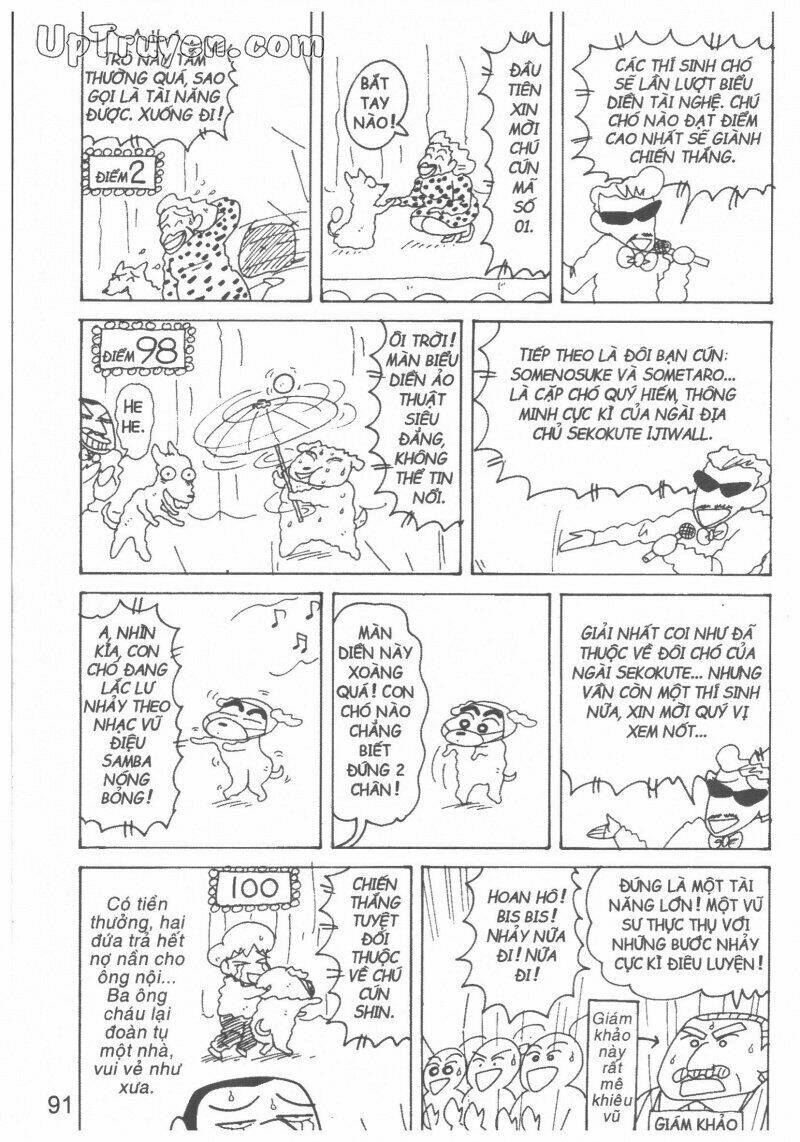 UpTruyen.com
CÁC THÍ SINH CHÓ
SẼ LẦN LƯỢT BIỂU
DIỄN TÀI NGHỆ. CHÚ
CHÓ NÀO ĐẠT ĐIỂM
CAO NHẤT SẼ GIÀNH
CHIẾN THẮNG.
ĐẦU
TIÊN
XIN
MỜI
CHÚ
CÚN
MÃ
SỐ
01.
BẮT
TAY
NÀO!
TRÒ NÀY TẦM
THƯỜNG QUÁ, SAO
GỌI LÀ TÀI NĂNG
ĐƯỢC. XUỐNG ĐI!
ĐIỂM 2
TIẾP THEO LÀ ĐÔI BẠN CÚN:
SOMENOSUKE VÀ SOMETARO...
LÀ CẶP CHÓ QUÝ HIẾM, THÔNG
MINH CỰC KÌ CỦA NGÀI ĐỊA
CHỦ SEKOKUTE IJIWALL.
ÔI TRỜI!
MÀN BIỂU
DIỄN ẢO
THUẬT
SIÊU
ĐẲNG,
KHÔNG
THỂ TIN
NỔI.
ĐIỂM 98
HE
HE.
GIẢI NHẤT COI NHƯ ĐÃ
THUỘC VỀ ĐÔI CHÓ CỦA
NGÀI SEKOKUTE... NHƯNG
VẪN CÒN MỘT THÍ SINH
NỮA, XIN MỜI QUÝ VỊ
XEM NỐT...
MÀN
DIỄN NÀY
XOÀNG
QUÁ! CON
CHÓ NÀO
CHẲNG
BIẾT
ĐỨNG 2
CHÂN!
A, NHÌN
KÌA, CON
CHÓ ĐANG
LẮC LƯ
NHẢY THEO
NHẠC VŨ
ĐIỆU
SAMBA
NÓNG
BỎNG!
ĐÚNG LÀ MỘT TÀI
NĂNG LỚN! MỘT VŨ
SƯ THỰC THỤ VỚI
NHỮNG BƯỚC NHẢY
CỰC KÌ ĐIÊU LUYỆN!
HOAN HÔ!
BIS BIS!
NHẢY NỮA
ĐI! NỮA
ĐI!
Giám
khảo
này
rất
mê
khiêu
vũ
GIÁM KHẢO
CHIẾN
THẮNG
TUYỆT
ĐỐI
THUỘC
VỀ CHÚ
CÚN
SHIN.
100
Có tiền
thưởng, hai
đứa trả hết
nợ nần cho
ông nội...
Ba ông
cháu lại
đoàn tụ
một nhà,
vui vẻ như
xưa.
91